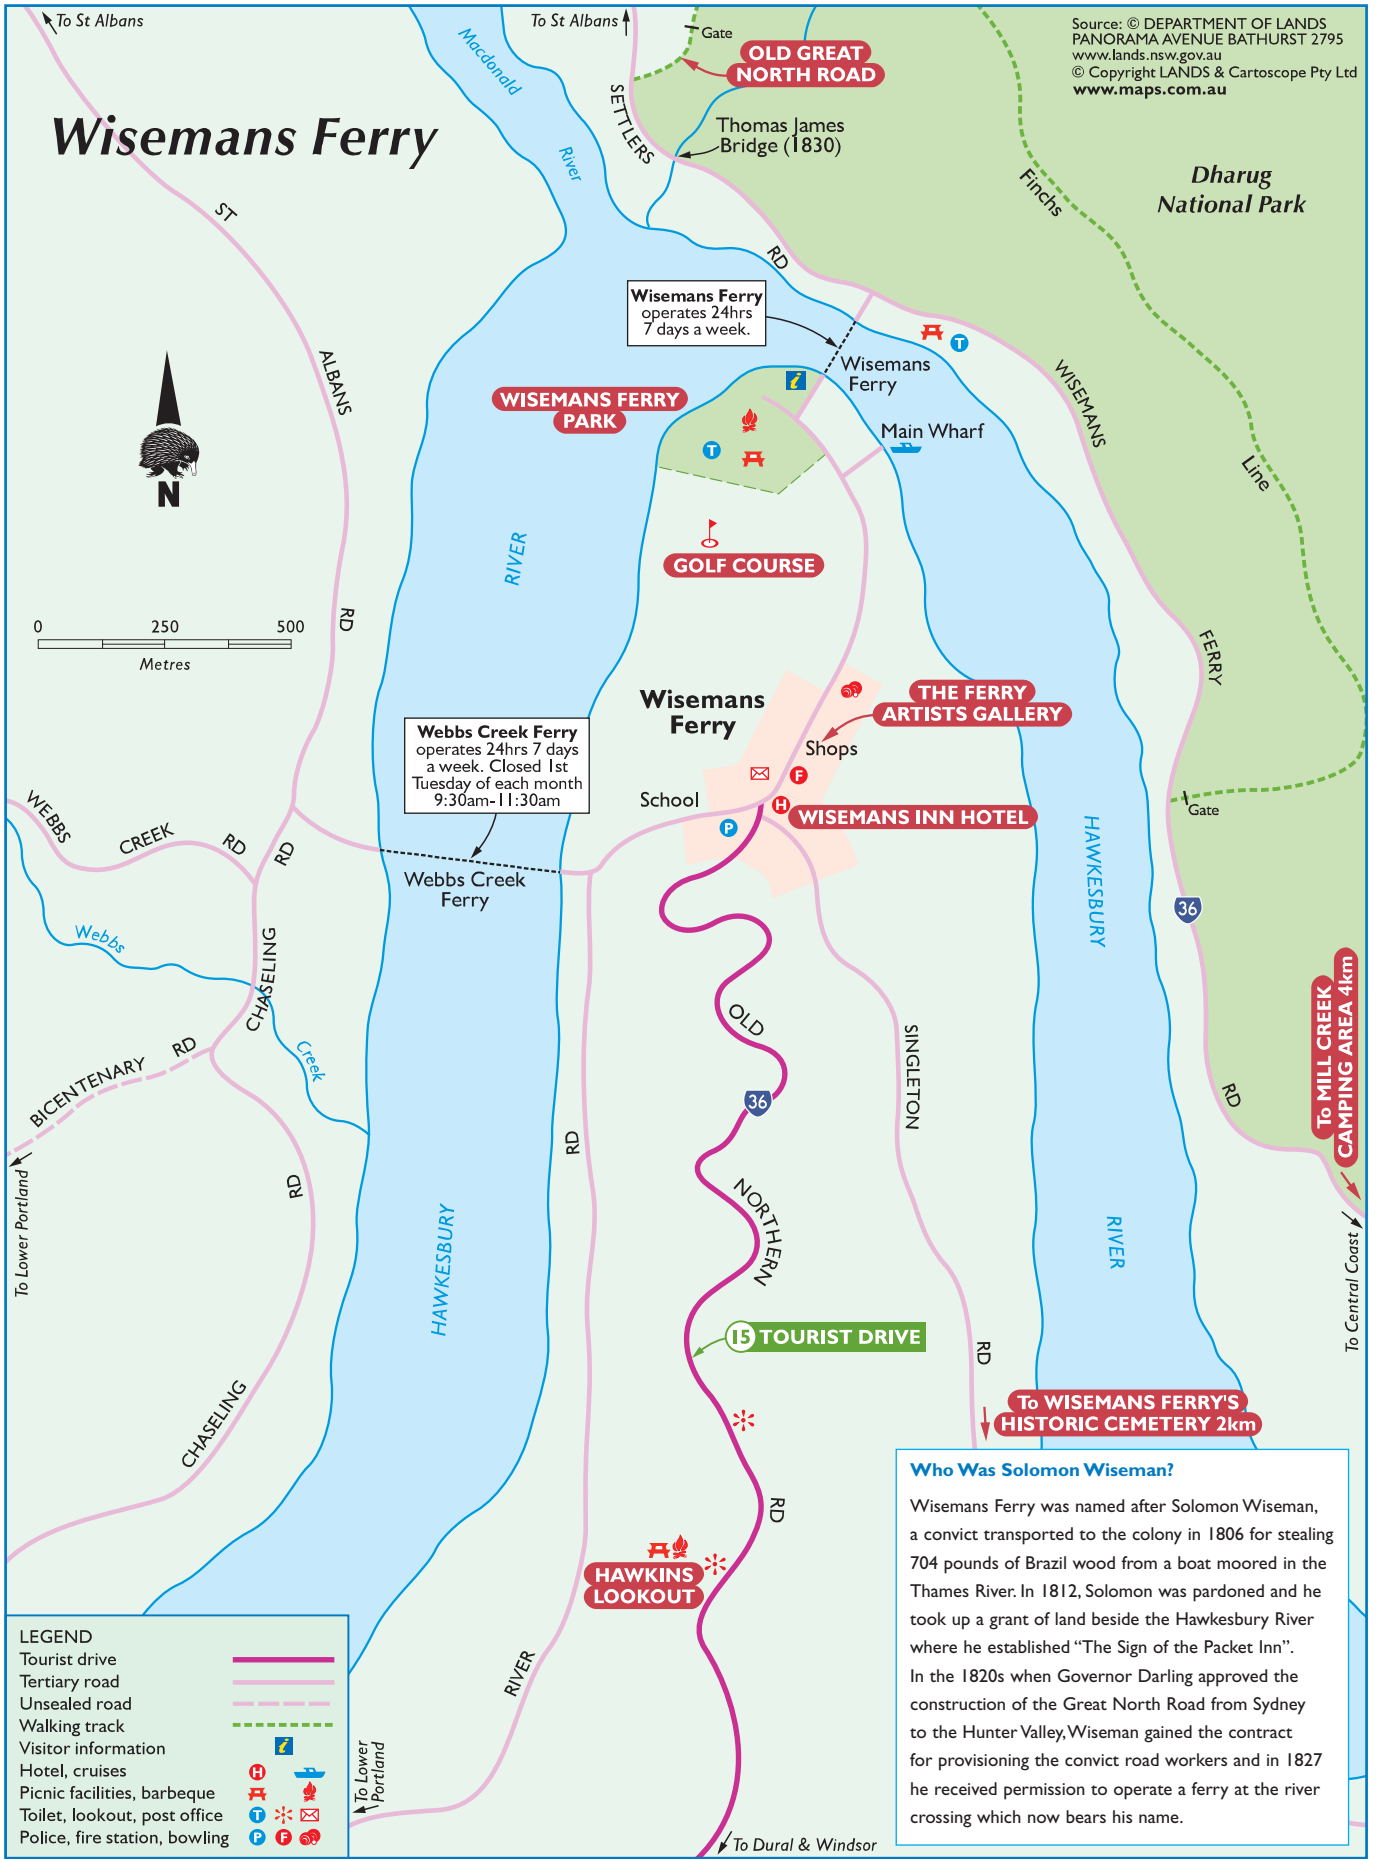 To St Albans
To St Albans
Gate
OLD GREAT
NORTH ROAD
Source: © DEPARTMENT OF LANDS
PANORAMA AVENUE BATHURST 2795
www.lands.nsw.gov.au
© Copyright LANDS & Cartoscope Pty Ltd
www.maps.com.au
Macdonald
River
SETTLERS
RD
Wisemans Ferry
Thomas James
Bridge (1830)
Finchs
Line
Dharug
National Park
ST
ALBANS
RD
Wisemans Ferry
operates 24hrs
7 days a week.
Wisemans
Ferry
T
i
WISEMANS FERRY
PARK
T
Main Wharf
WISEMANS
FERRY
RD
N
RIVER
GOLF COURSE
0 250 500
Metres
Wisemans
Ferry
THE FERRY
ARTISTS GALLERY
Shops
F
School
H
WISEMANS INN HOTEL
P
Webbs Creek Ferry
operates 24hrs 7 days
a week. Closed 1st
Tuesday of each month
9:30am-11:30am
Webbs Creek
Ferry
WEBBS
CREEK
RD
RD
CHASELING
Webbs
Creek
BICENTENARY
RD
To Lower Portland
RD
CHASELING
HAWKESBURY
HAWKESBURY
RIVER
Gate
36
To MILL CREEK
CAMPING AREA 4km
To Central Coast
OLD
36
NORTHERN
RD
SINGLETON
RD
RD
RIVER
15 TOURIST DRIVE
To WISEMANS FERRY'S
HISTORIC CEMETERY 2km
HAWKINS
LOOKOUT
To Lower
Portland
To Dural & Windsor
Who Was Solomon Wiseman?
Wisemans Ferry was named after Solomon Wiseman,
a convict transported to the colony in 1806 for stealing
704 pounds of Brazil wood from a boat moored in the
Thames River. In 1812, Solomon was pardoned and he
took up a grant of land beside the Hawkesbury River
where he established “The Sign of the Packet Inn”.
In the 1820s when Governor Darling approved the
construction of the Great North Road from Sydney
to the Hunter Valley, Wiseman gained the contract
for provisioning the convict road workers and in 1827
he received permission to operate a ferry at the river
crossing which now bears his name.
LEGEND
Tourist drive
Tertiary road
Unsealed road
Walking track
Visitor information i
Hotel, cruises H
Picnic facilities, barbeque
Toilet, lookout, post office T
Police, fire station, bowling P F